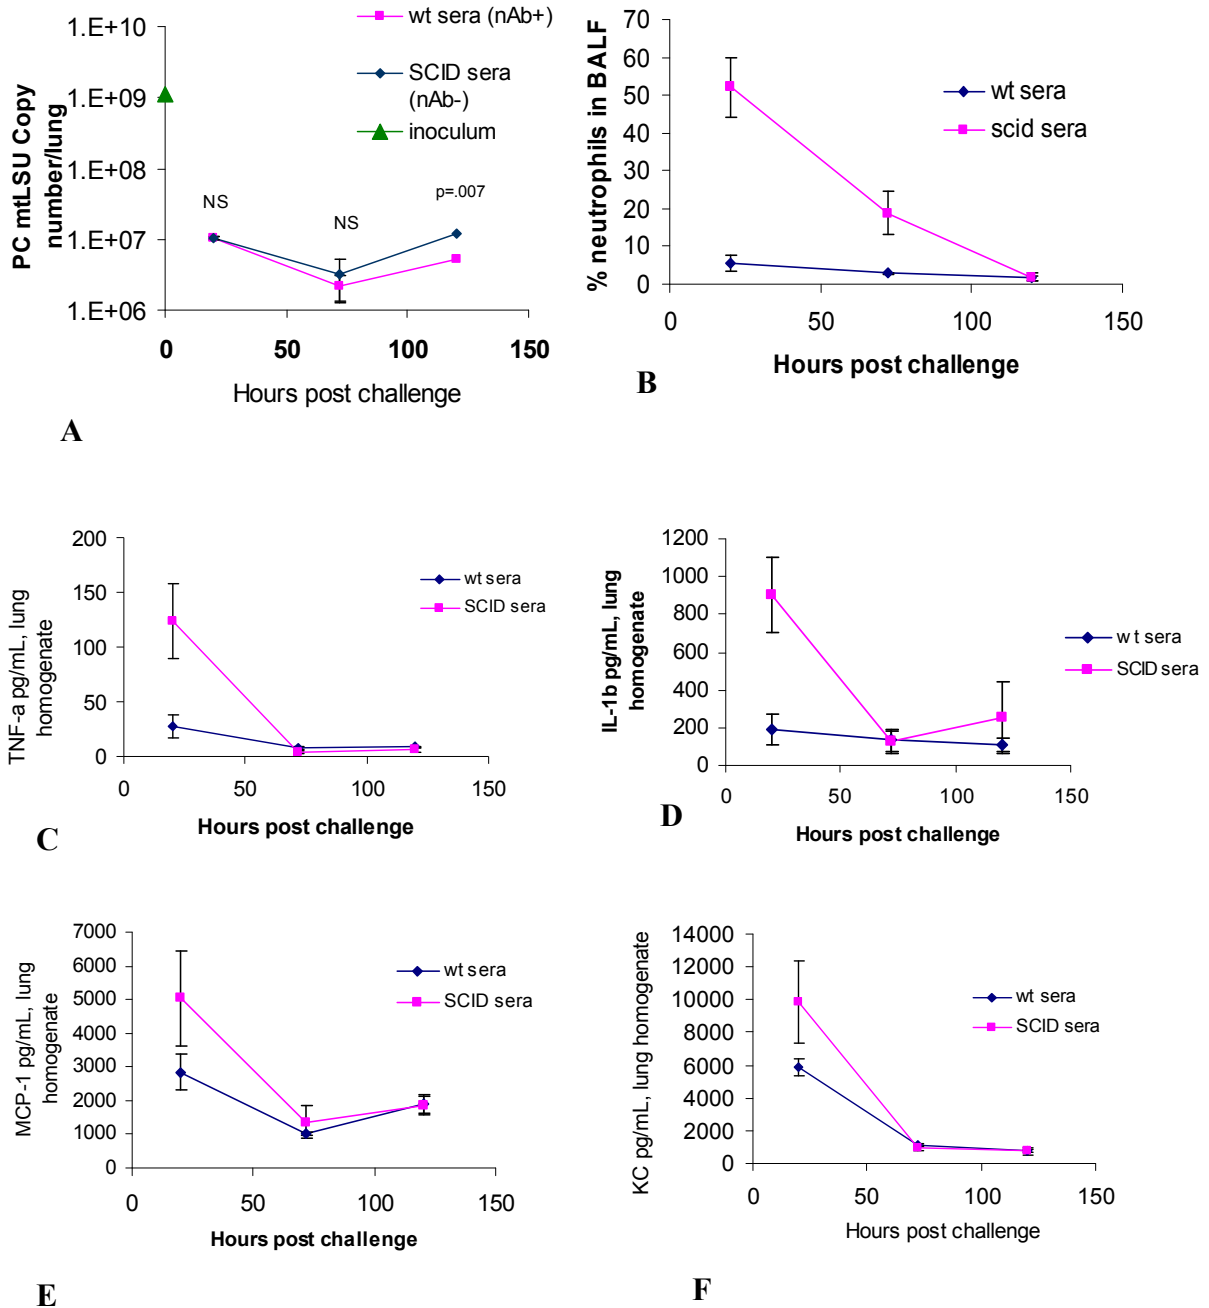 wt sera (nAb+)
SCID sera
(nAb-)
inoculum
PC mtLSU Copy
number/lung
1.E+10
1.E+09
1.E+08
1.E+07
1.E+06
NS
NS
p=.007
0
50
100
150
Hours post challenge
A
% neutrophils in BALF
70
60
50
40
30
20
10
0
wt sera
scid sera
0
50
100
150
Hours post challenge
B
TNF-a pg/mL, lung
homogenate
200
150
100
50
0
wt sera
SCID sera
0
50
100
150
Hours post challenge
C
IL-1b pg/mL, lung
homogenate
1200
1000
800
600
400
200
0
wt sera
SCID sera
0
50
100
150
Hours post challenge
D
MCP-1 pg/mL, lung
homogenate
7000
6000
5000
4000
3000
2000
1000
0
wt sera
SCID sera
0
50
100
150
Hours post challenge
E
KC pg/mL, lung homogenate
14000
12000
10000
8000
6000
4000
2000
0
wt sera
SCID sera
0
50
100
150
Hours post challenge
F